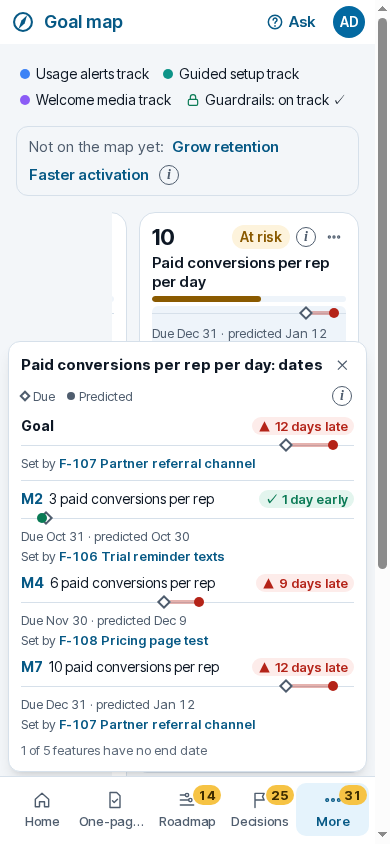 Goal map
Ask
AD
Usage alerts track
Guided setup track
Welcome media track
Guardrails: on track ✓
Not on the map yet: Grow retention
Faster activation
i
10
At risk
i
Paid conversions per rep
per day
Due Dec 31 · predicted Jan 12
Paid conversions per rep per day: dates
Due
Predicted
i
Goal
▲ 12 days late
Set by F-107 Partner referral channel
M2 3 paid conversions per rep
✓ 1 day early
Due Oct 31 · predicted Oct 30
Set by F-106 Trial reminder texts
M4 6 paid conversions per rep
▲ 9 days late
Due Nov 30 · predicted Dec 9
Set by F-108 Pricing page test
M7 10 paid conversions per rep
▲ 12 days late
Due Dec 31 · predicted Jan 12
Set by F-107 Partner referral channel
1 of 5 features have no end date
14
25
31
Home
One-pag...
Roadmap
Decisions
More